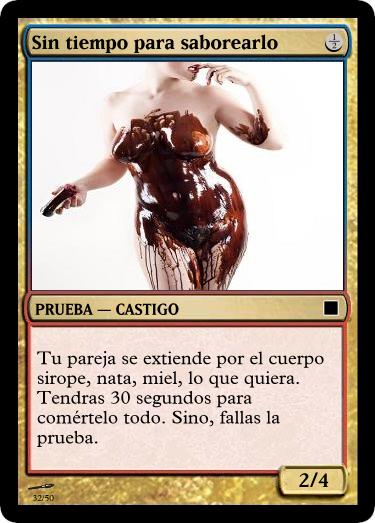 Sin tiempo para saborearlo ½
PRUEBA — CASTIGO
Tu pareja se extiende por el cuerpo
sirope, nata, miel, lo que quiera.
Tendras 30 segundos para
comértelo todo. Sino, fallas la
prueba.
2/4
32/50